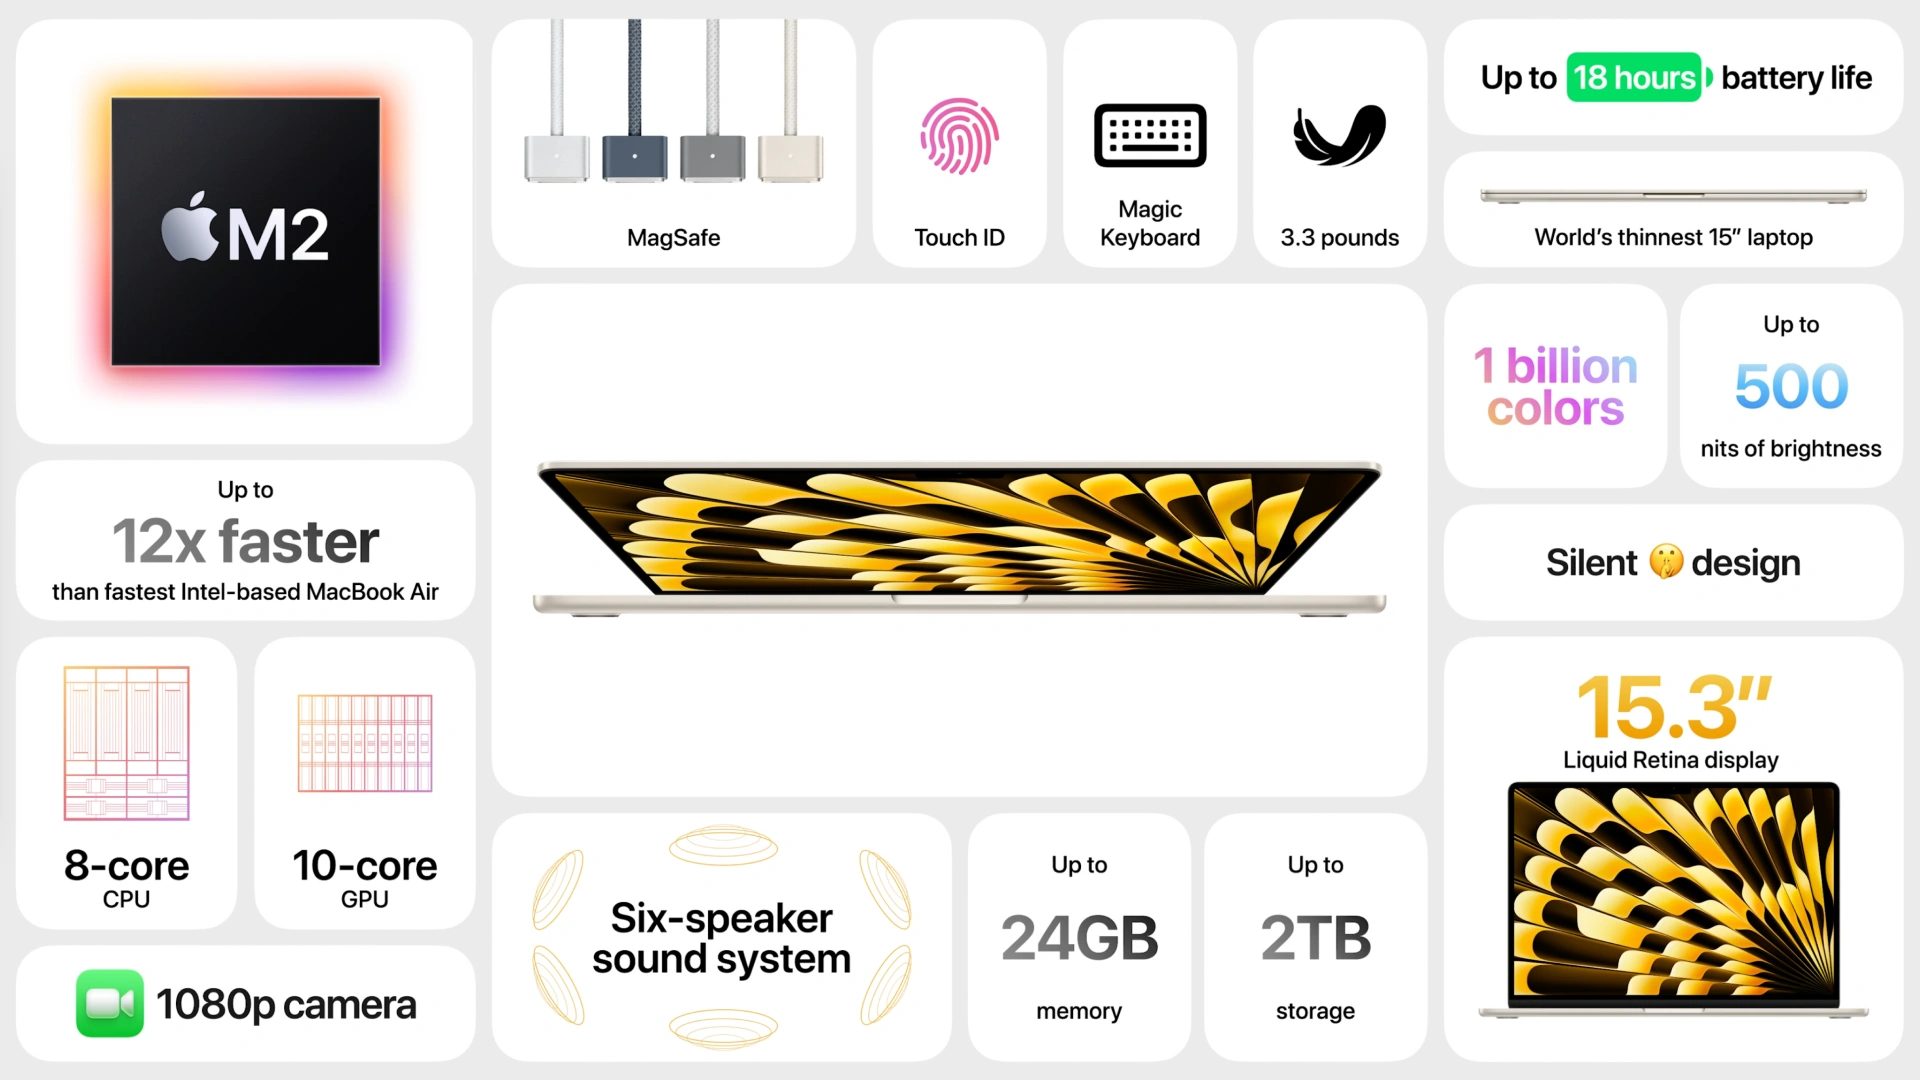 M2
Up to
12x faster
than fastest Intel-based MacBook Air
8-core
CPU
10-core
GPU
1080p camera
MagSafe
Touch ID
Magic
Keyboard
3.3 pounds
Six-speaker
sound system
Up to
24GB
memory
Up to
2TB
storage
Up to 18 hours battery life
World’s thinnest 15” laptop
1 billion
colors
Up to
500
nits of brightness
Silent 🤫 design
15.3”
Liquid Retina display